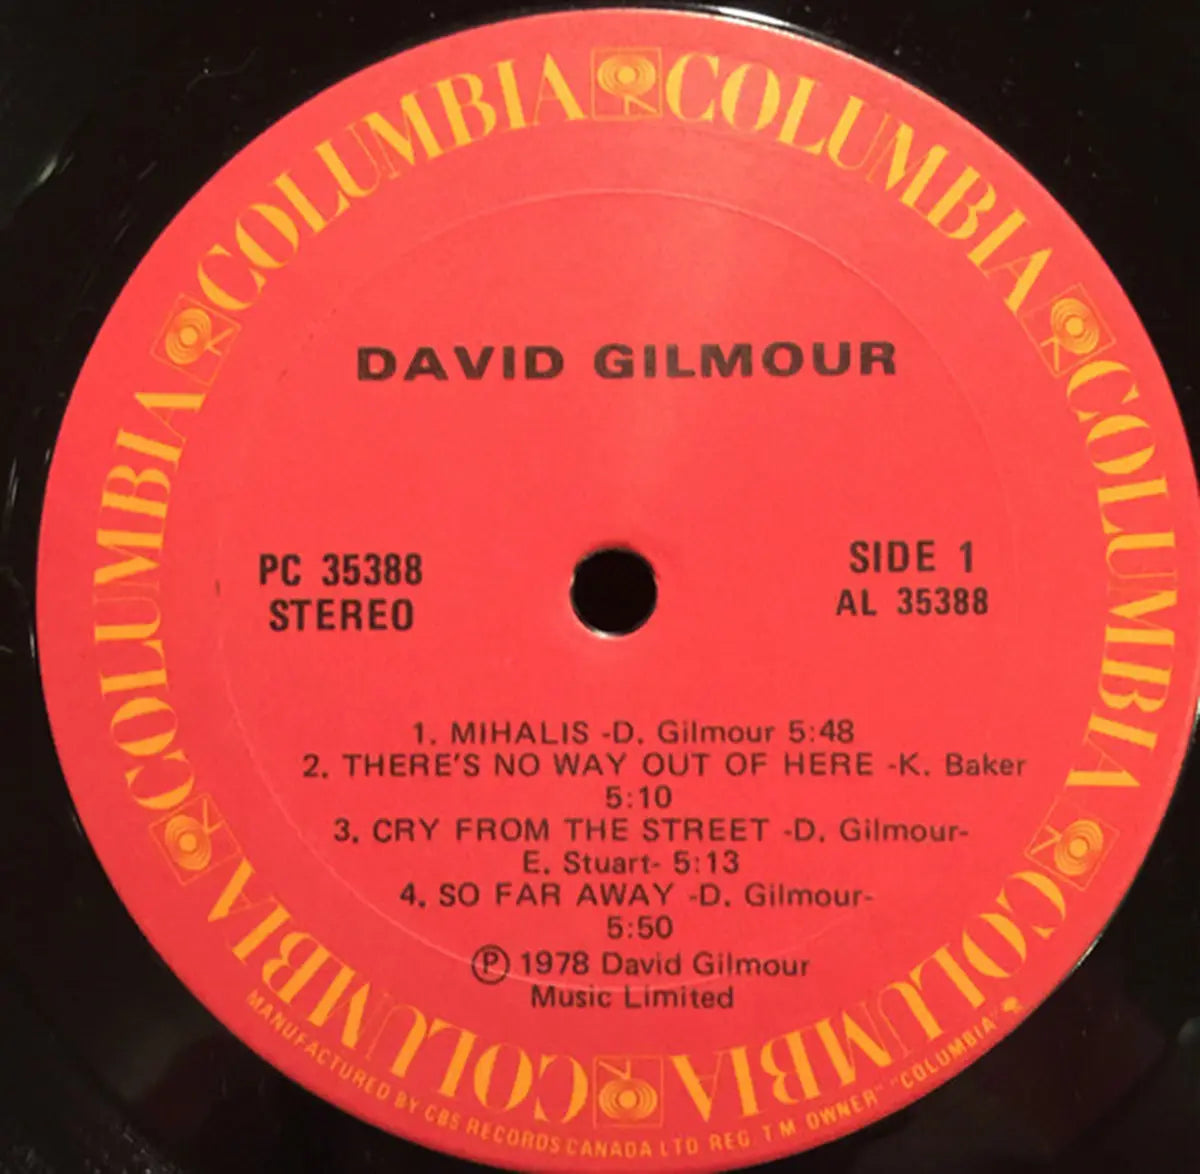 COLUMBIA COLUMBIA COLUMBIA COLUMBIA COLUMBIA COLUMBIA
DAVID GILMOUR
PC 35388
STEREO
SIDE 1
AL 35388
1. MIHALIS -D. Gilmour 5:48
2. THERE'S NO WAY OUT OF HERE -K. Baker
5:10
3. CRY FROM THE STREET -D. Gilmour-
E. Stuart- 5:13
4. SO FAR AWAY -D. Gilmour-
5:50
Ⓟ 1978 David Gilmour
Music Limited
MANUFACTURED BY CBS RECORDS CANADA LTD REG T M OWNER" "COLUMBIA"